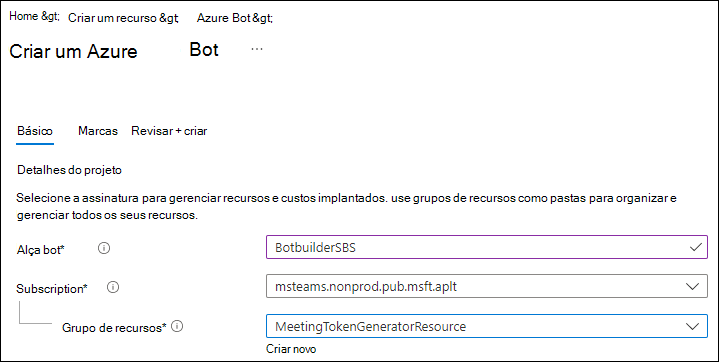 Home &gt; Criar um recurso &gt; Azure Bot &gt;
Criar um Azure Bot ...
Básico Marcas Revisar + criar
Detalhes do projeto
Selecione a assinatura para gerenciar recursos e custos implantados. use grupos de recursos como pastas para organizar e
gerenciar todos os seus recursos.
Alça bot* BotbuilderSBS
Subscription* msteams.nonprod.pub.msft.aplt
Grupo de recursos* MeetingTokenGeneratorResource
Criar novo